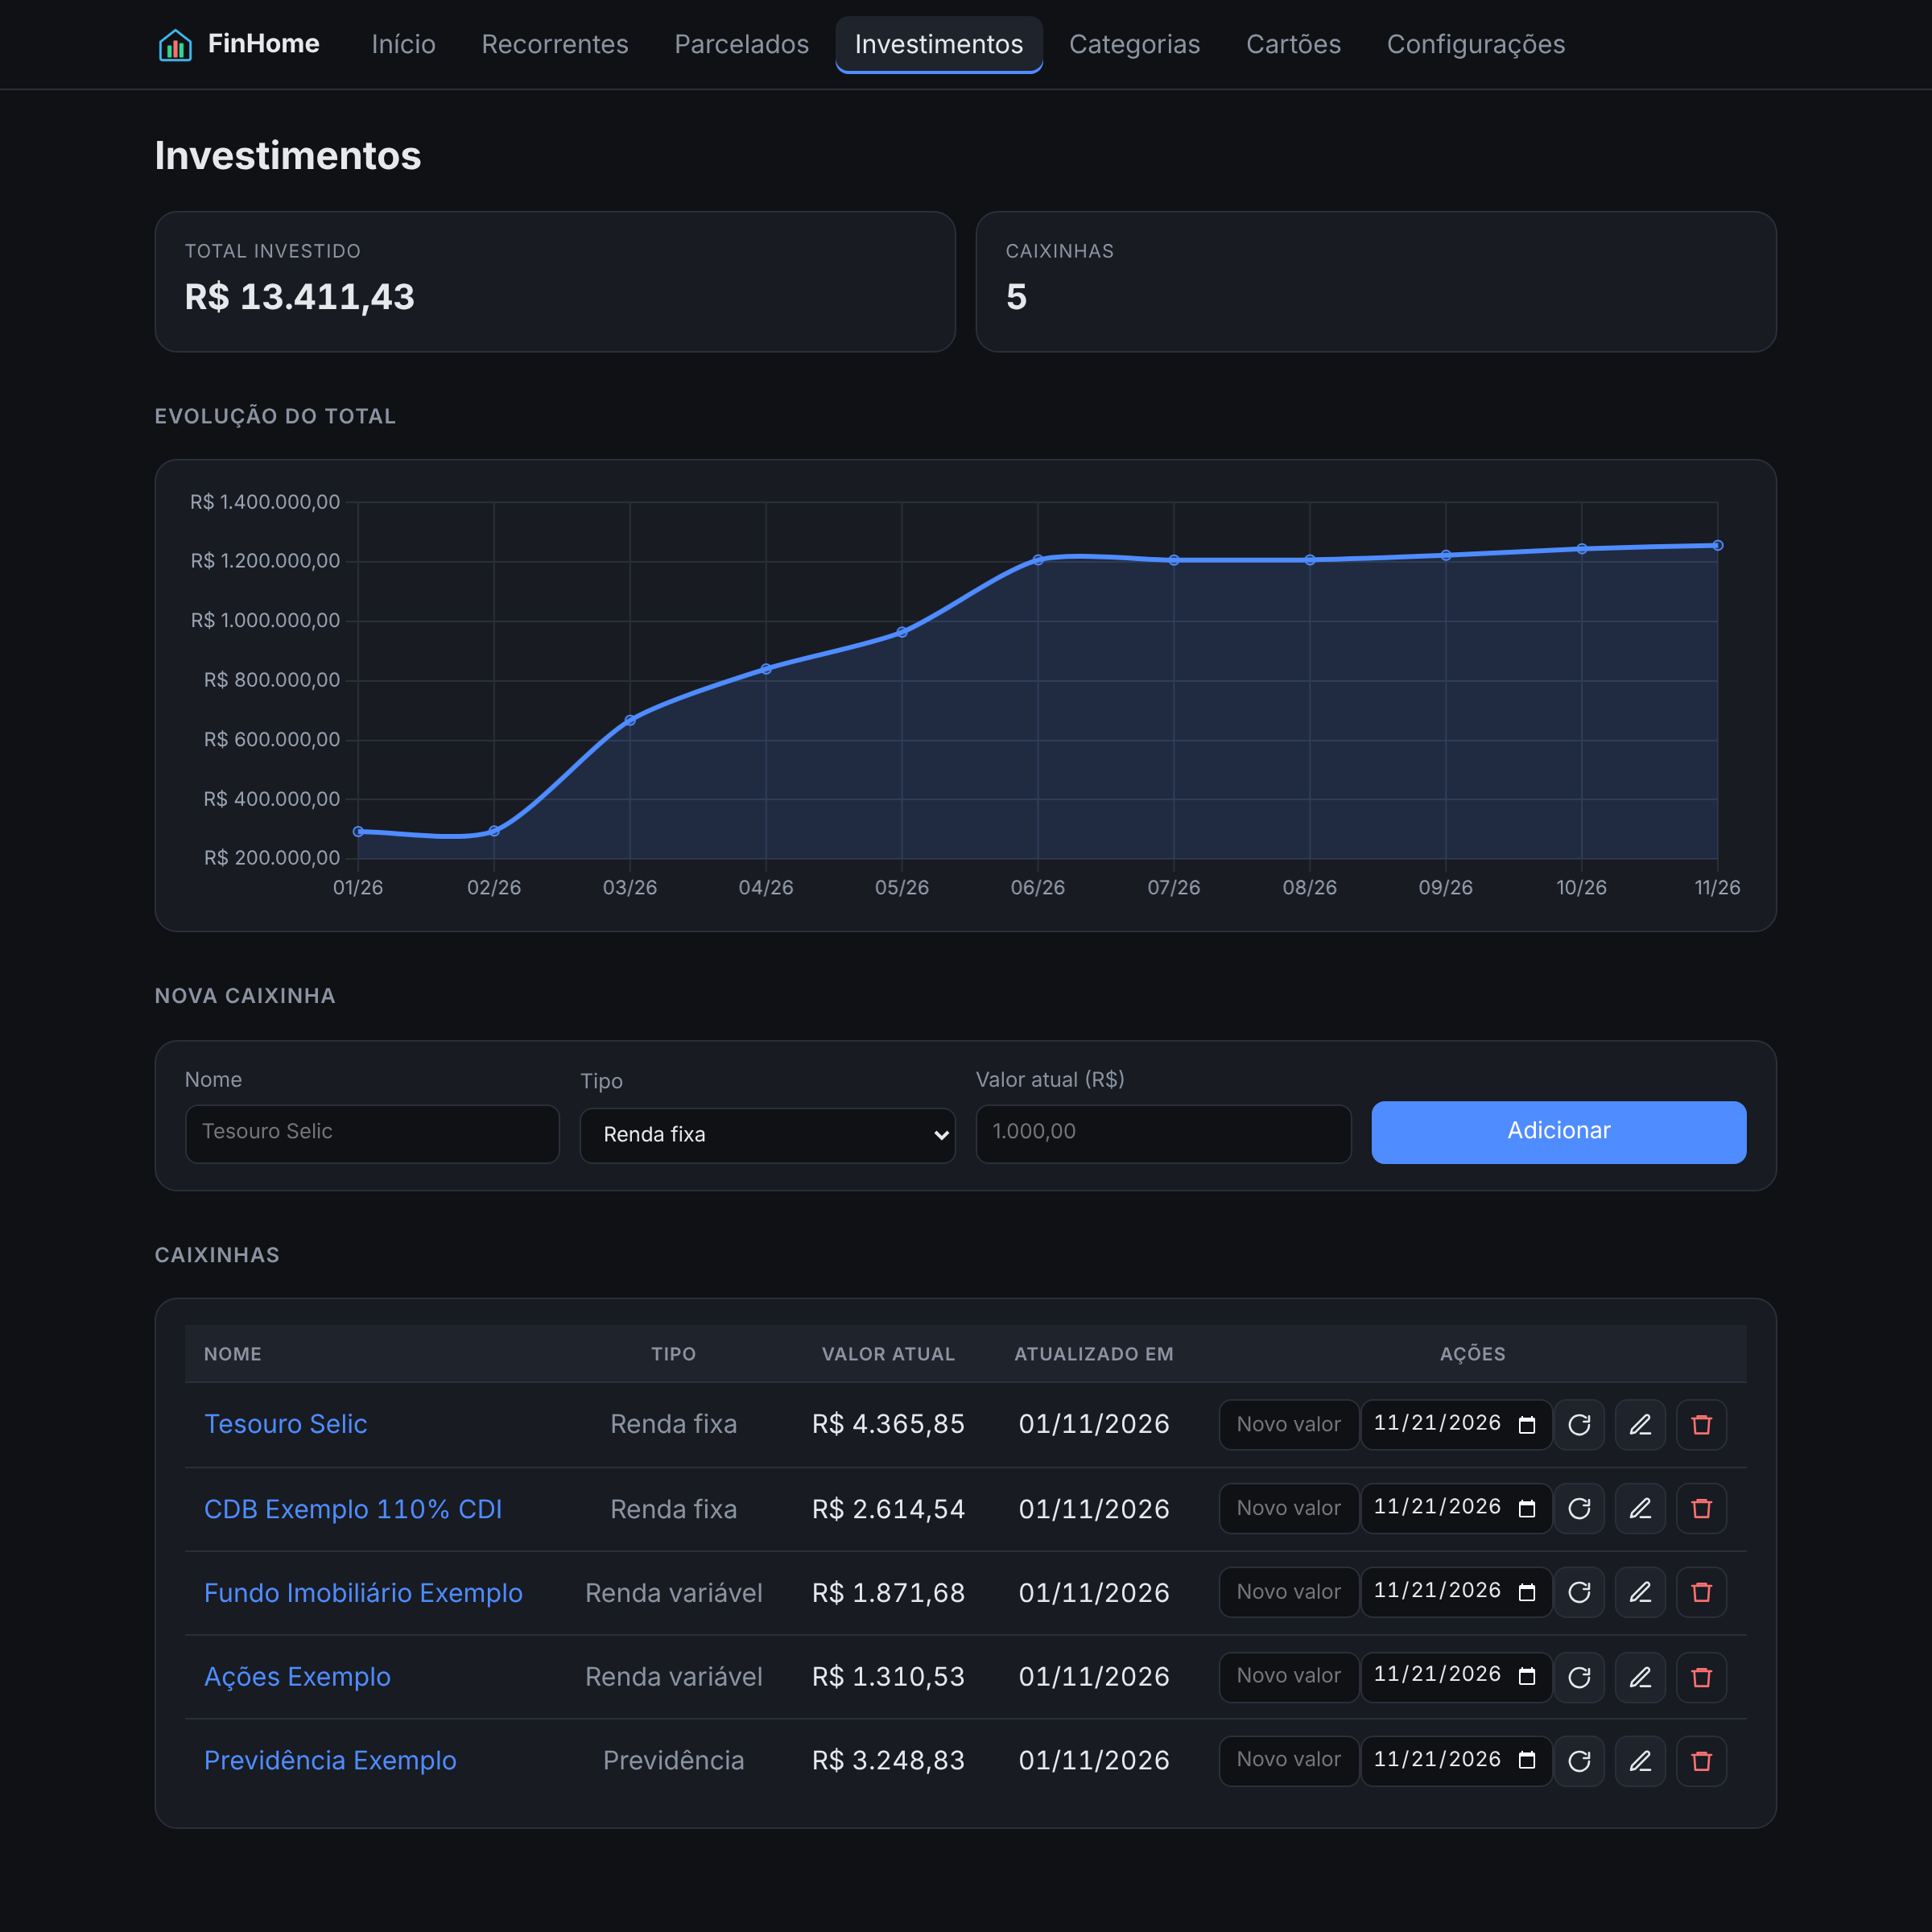 FinHome Início Recorrentes Parcelados Investimentos Categorias Cartões Configurações
Investimentos
TOTAL INVESTIDO
R$ 13.411,43
CAIXINHAS
5
EVOLUÇÃO DO TOTAL
R$ 1.400.000,00
R$ 1.200.000,00
R$ 1.000.000,00
R$ 800.000,00
R$ 600.000,00
R$ 400.000,00
R$ 200.000,00
01/26 02/26 03/26 04/26 05/26 06/26 07/26 08/26 09/26 10/26 11/26
NOVA CAIXINHA
Nome Tipo Valor atual (R$)
Tesouro Selic Renda fixa 1.000,00 Adicionar
CAIXINHAS
NOME TIPO VALOR ATUAL ATUALIZADO EM AÇÕES
Tesouro Selic Renda fixa R$ 4.365,85 01/11/2026 Novo valor 11/21/2026
CDB Exemplo 110% CDI Renda fixa R$ 2.614,54 01/11/2026 Novo valor 11/21/2026
Fundo Imobiliário Exemplo Renda variável R$ 1.871,68 01/11/2026 Novo valor 11/21/2026
Ações Exemplo Renda variável R$ 1.310,53 01/11/2026 Novo valor 11/21/2026
Previdência Exemplo Previdência R$ 3.248,83 01/11/2026 Novo valor 11/21/2026